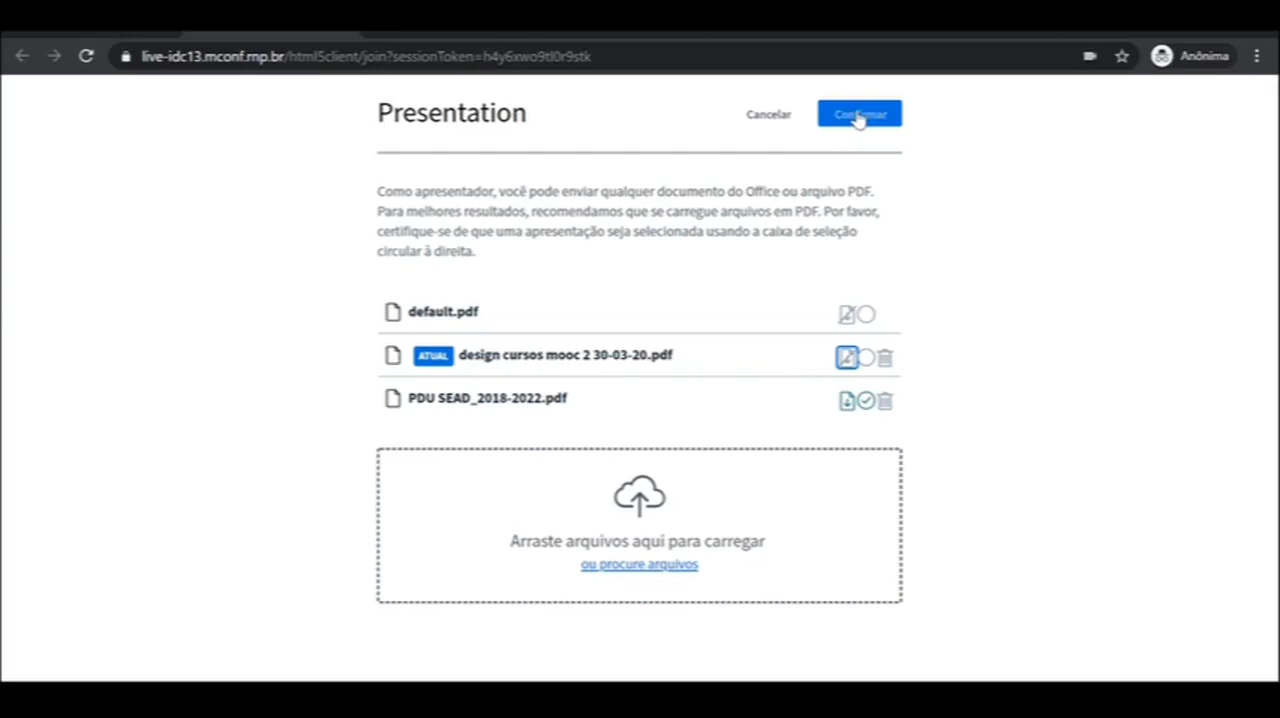 live-idc13.mconf.rnp.br/html5client/join?sessionToken=h4y6xwo9tl0r9stk
Anônima
Presentation
Cancelar
Confirmar
Como apresentador, você pode enviar qualquer documento do Office ou arquivo PDF.
Para melhores resultados, recomendamos que se carregue arquivos em PDF. Por favor,
certifique-se de que uma apresentação seja selecionada usando a caixa de seleção
circular à direita.
default.pdf
ATUAL design cursos mooc 2 30-03-20.pdf
PDU SEAD_2018-2022.pdf
Arraste arquivos aqui para carregar
ou procure arquivos